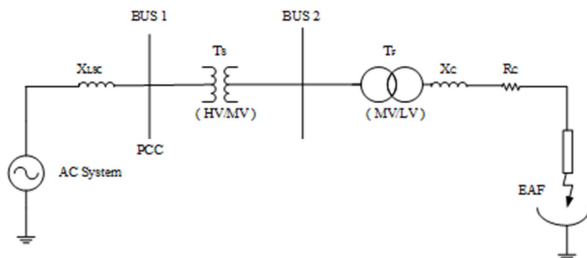 BUS 1
BUS 2
XLSC
TS
TF
XC
RC
( HV/MV)
( MV/LV)
PCC
AC System
EAF